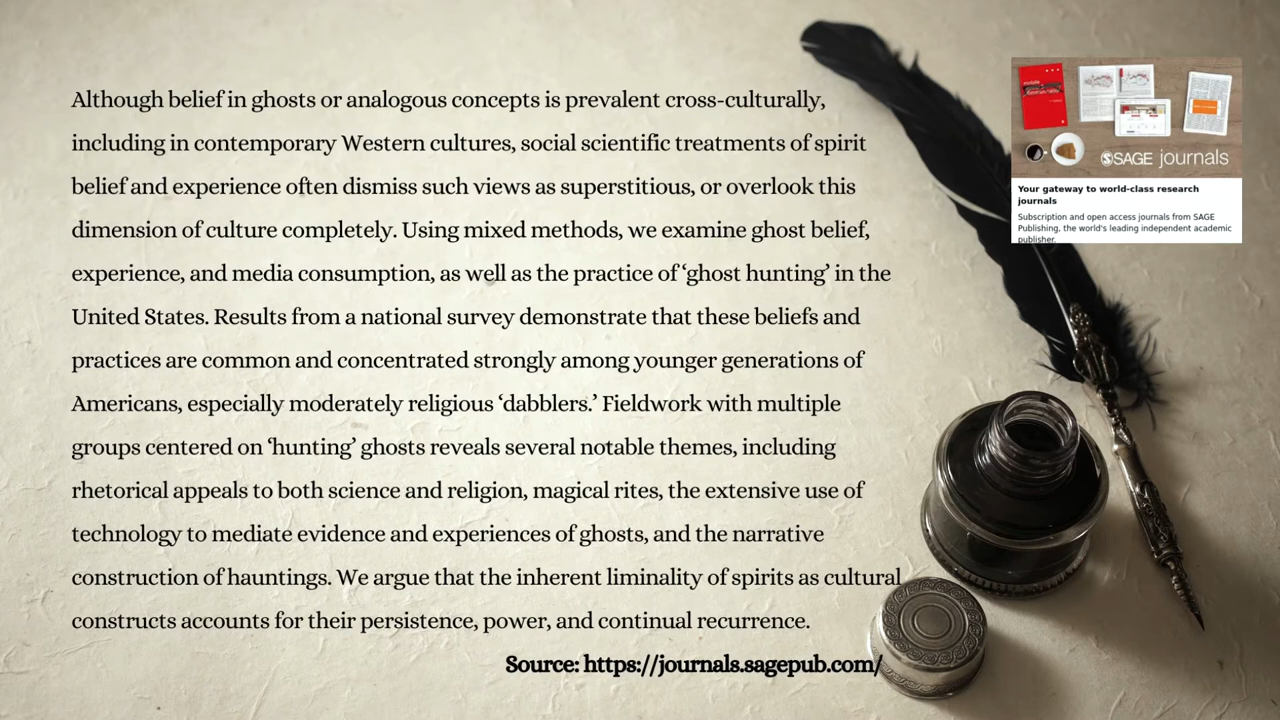 Although belief in ghosts or analogous concepts is prevalent cross-culturally,
including in contemporary Western cultures, social scientific treatments of spirit
belief and experience often dismiss such views as superstitious, or overlook this
dimension of culture completely. Using mixed methods, we examine ghost belief,
experience, and media consumption, as well as the practice of ‘ghost hunting’ in the
United States. Results from a national survey demonstrate that these beliefs and
practices are common and concentrated strongly among younger generations of
Americans, especially moderately religious ‘dabblers.’ Fieldwork with multiple
groups centered on ‘hunting’ ghosts reveals several notable themes, including
rhetorical appeals to both science and religion, magical rites, the extensive use of
technology to mediate evidence and experiences of ghosts, and the narrative
construction of hauntings. We argue that the inherent liminality of spirits as cultural
constructs accounts for their persistence, power, and continual recurrence.
Source: https://journals.sagepub.com/
SAGE journals
Your gateway to world-class research
journals
Subscription and open access journals from SAGE
Publishing, the world's leading independent academic
publisher.